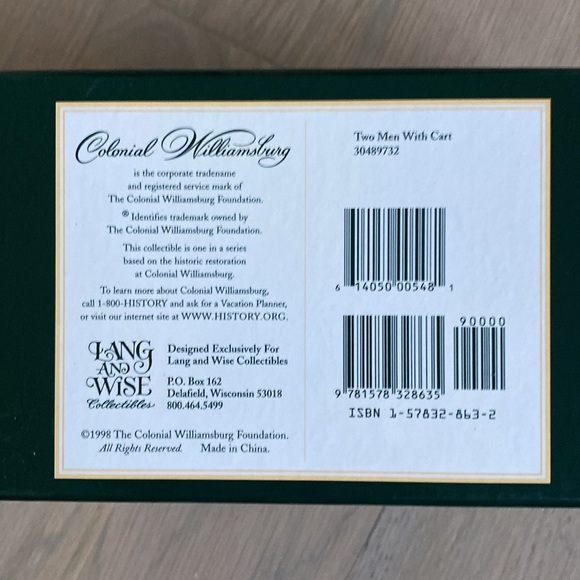 Colonial Williamsburg
is the corporate tradename
and registered service mark of
The Colonial Williamsburg Foundation.
® Identifies trademark owned by
The Colonial Williamsburg Foundation.
This collectible is one in a series
based on the historic restoration
at Colonial Williamsburg.
To learn more about Colonial Williamsburg,
call 1-800-HISTORY and ask for a Vacation Planner,
or visit our internet site at WWW.HISTORY.ORG.
LANG
AND
WISE
Collectibles
Designed Exclusively For
Lang and Wise Collectibles
P.O. Box 162
Delafield, Wisconsin 53018
800.464.5499
©1998 The Colonial Williamsburg Foundation.
All Rights Reserved. Made in China.
Two Men With Cart
30489732
6 14050 00548 1
90000
9 781578 328635
ISBN 1-57832-863-2